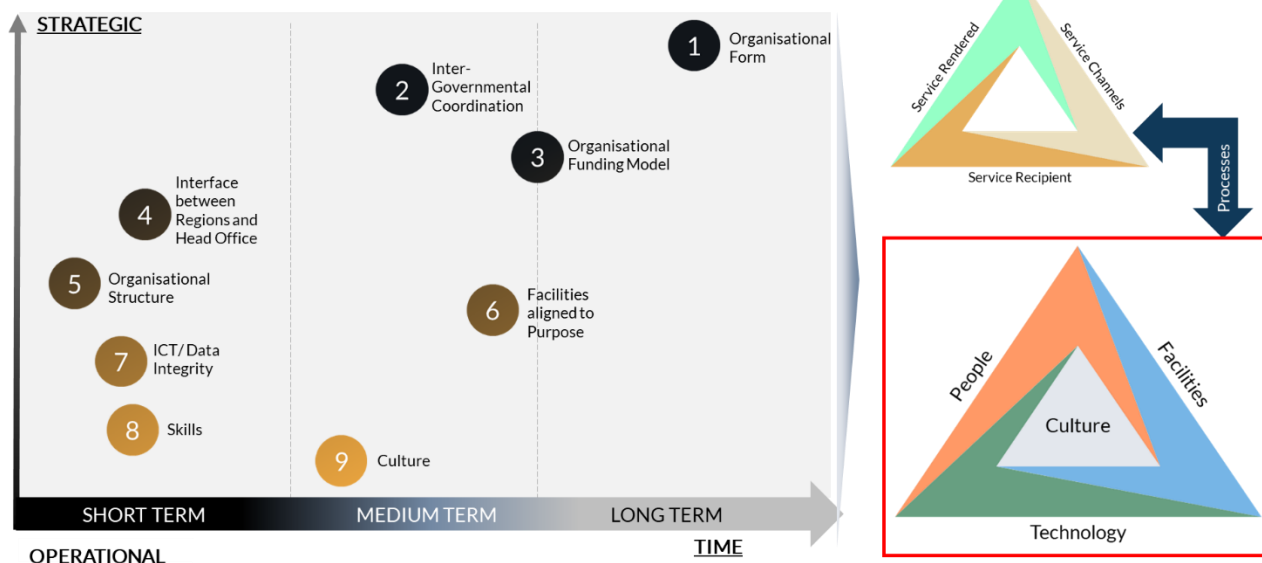 STRATEGIC
1
Organisational
Form
2
Inter-
Governmental
Coordination
3
Organisational
Funding Model
4
Interface
between
Regions and
Head Office
5
Organisational
Structure
6
Facilities
aligned to
Purpose
7
ICT/ Data
Integrity
8
Skills
9
Culture
SHORT TERM
MEDIUM TERM
LONG TERM
OPERATIONAL
TIME
Service Rendered
Service Channels
Service Recipient
Processes
People
Facilities
Culture
Technology